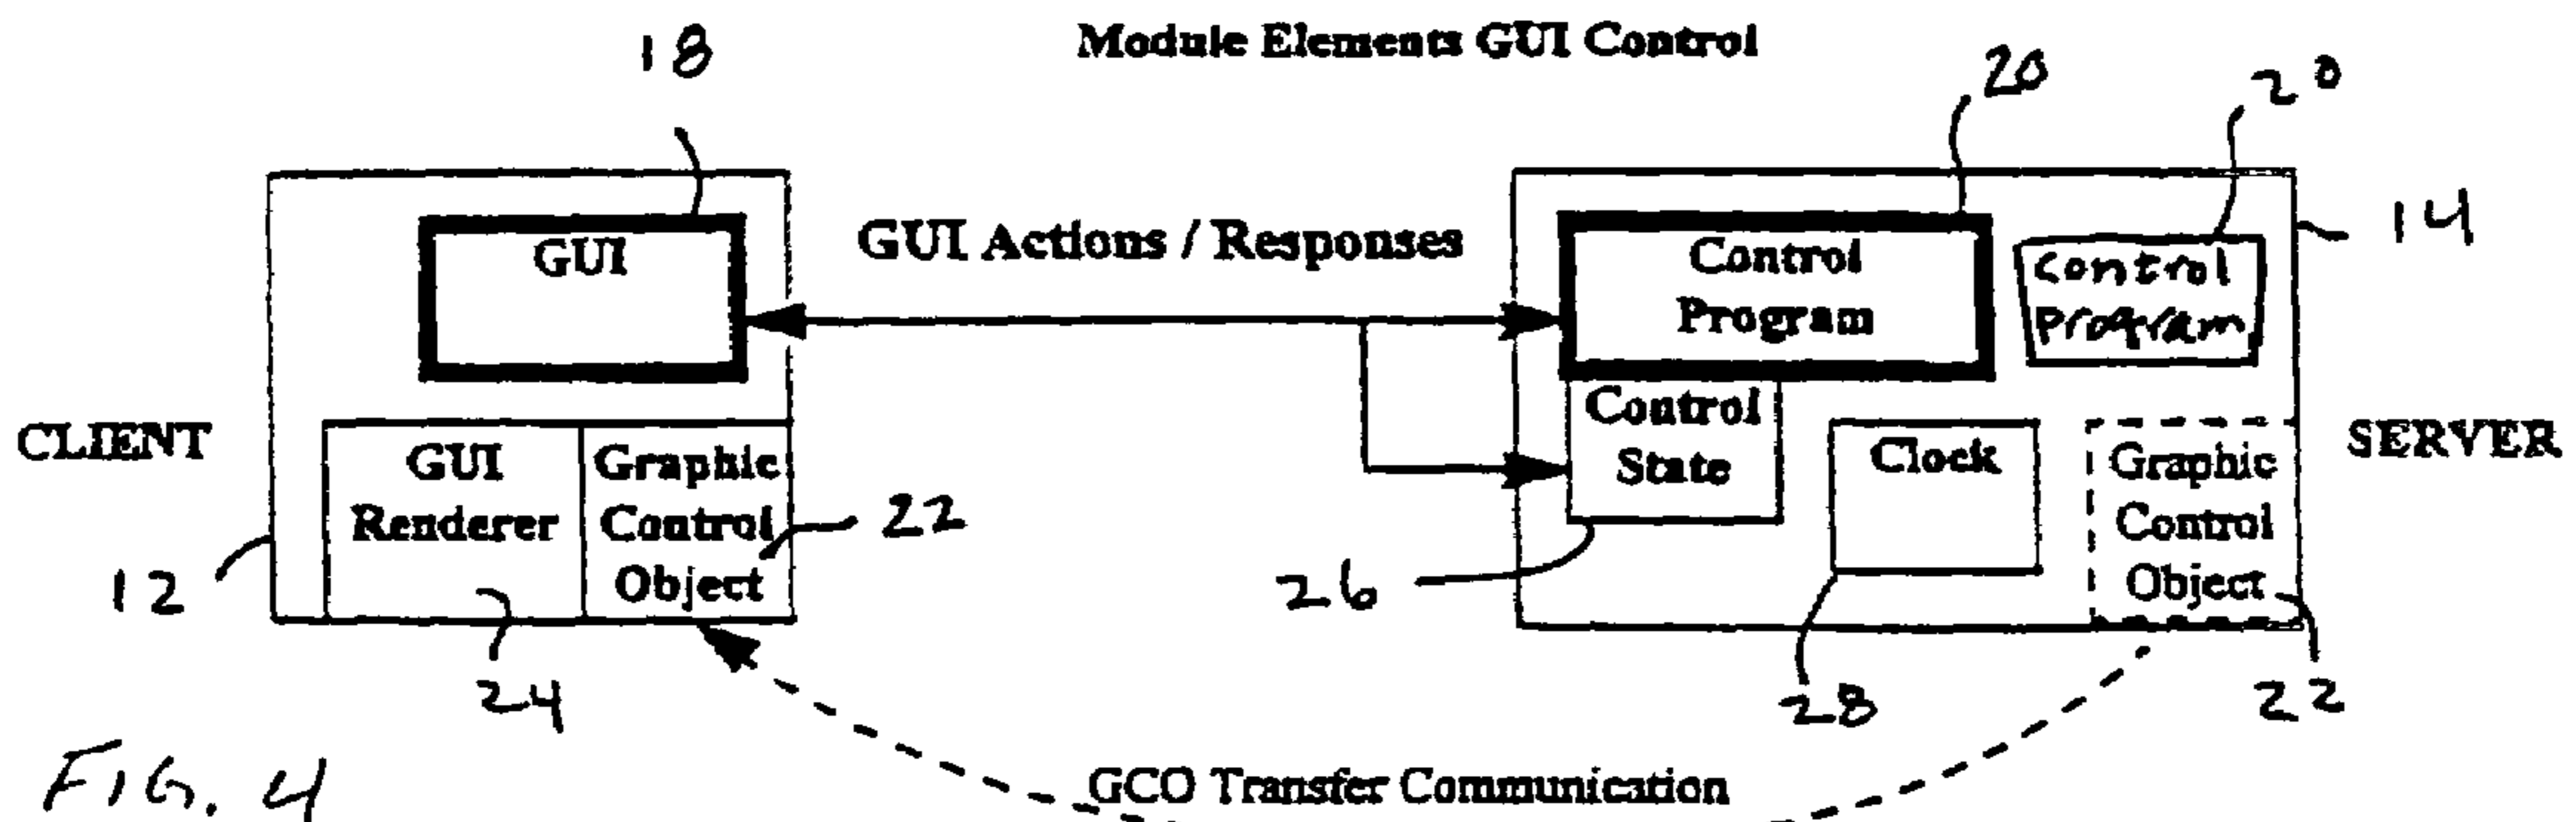 Module Elements GUI Control
18
20
20
14
GUI
GUI Actions / Responses
Control
Program
control
program
CLIENT
GUI
Renderer
Graphic
Control
Object
22
12
24
Control
State
26
Clock
28
Graphic
Control
Object
22
SERVER
GCO Transfer Communication
FIG. 4